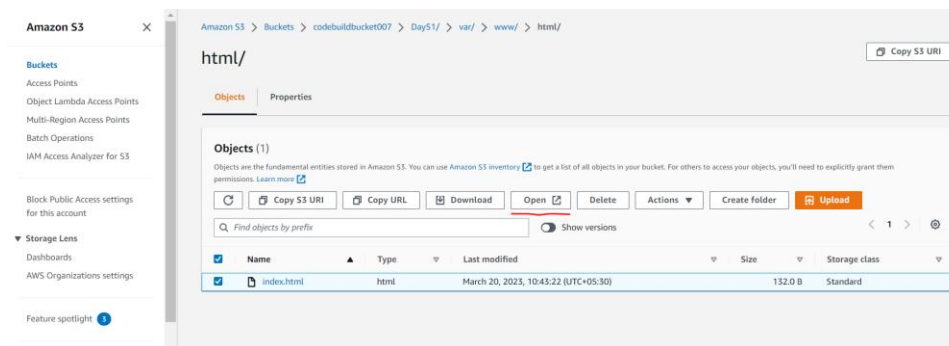 Amazon S3
Buckets
Access Points
Object Lambda Access Points
Multi-Region Access Points
Batch Operations
IAM Access Analyzer for S3
Block Public Access settings
for this account
Storage Lens
Dashboards
AWS Organizations settings
Feature spotlight 3
Amazon S3 > Buckets > codebuildbucket007 > Day51/ > var/ > www/ > html/
html/
Copy S3 URI
Objects Properties
Objects (1)
Objects are the fundamental entities stored in Amazon S3. You can use Amazon S3 inventory to get a list of all objects in your bucket. For others to access your objects, you'll need to explicitly grant them
permissions. Learn more
Copy S3 URI Copy URL Download Open Delete Actions Create folder Upload
Find objects by prefix Show versions < 1 >
Name Type Last modified Size Storage class
index.html html March 20, 2023, 10:43:22 (UTC+05:30) 132.0 B Standard